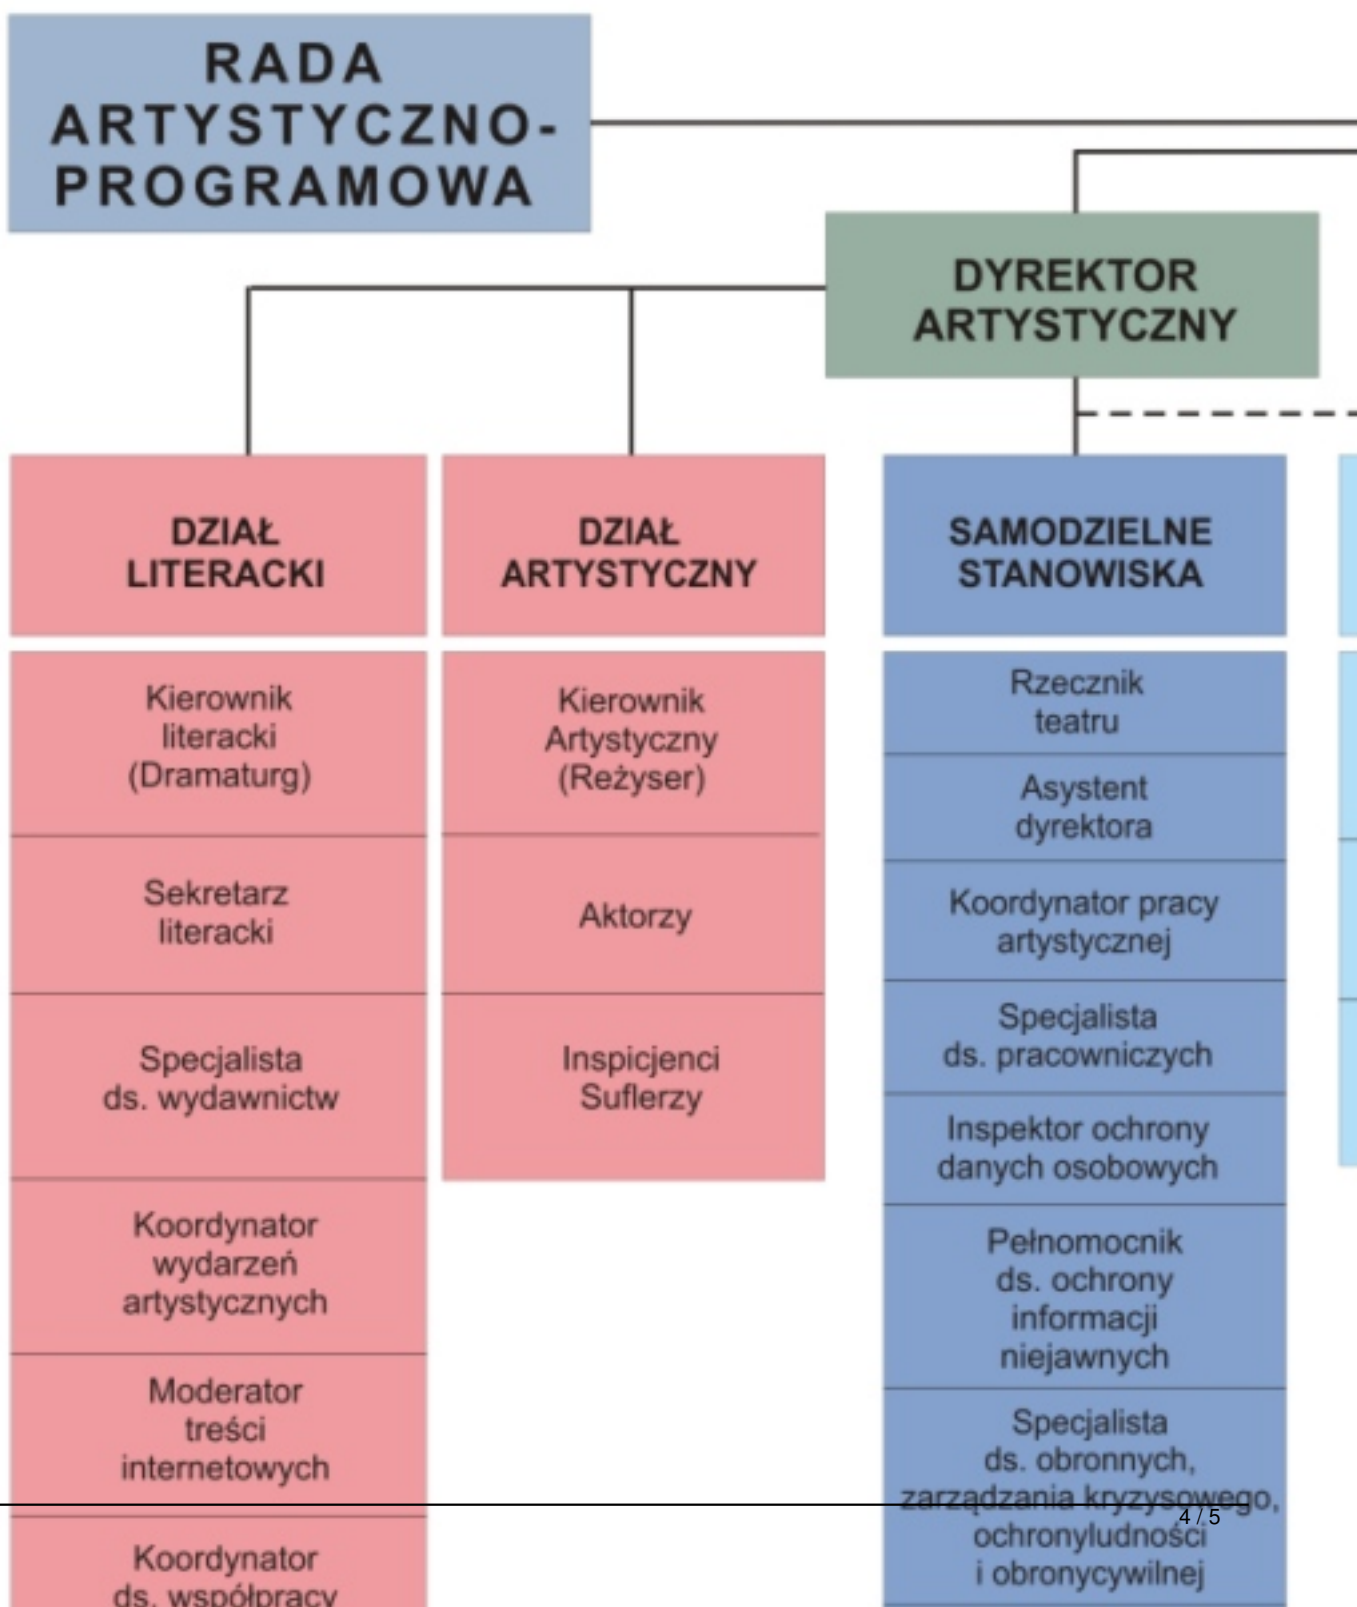 RADA
ARTYSTYCZNO-
PROGRAMOWA
DYREKTOR
ARTYSTYCZNY
DZIAŁ
LITERACKI
Kierownik
literacki
(Dramaturg)
Sekretarz
literacki
Specjalista
ds. wydawnictw
Koordynator
wydarzeń
artystycznych
Moderator
treści
internetowych
Koordynator
ds. współpracy
DZIAŁ
ARTYSTYCZNY
Kierownik
Artystyczny
(Reżyser)
Aktorzy
Inspicjenci
Suflerzy
SAMODZIELNE
STANOWISKA
Rzecznik
teatru
Asystent
dyrektora
Koordynator pracy
artystycznej
Specjalista
ds. pracowniczych
Inspektor ochrony
danych osobowych
Pełnomocnik
ds. ochrony
informacji
niejawnych
Specjalista
ds. obronnych,
zarządzania kryzysowego,
ochronyludności
i obronycywilnej
4 / 5